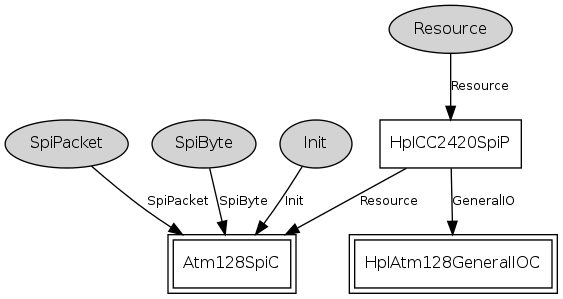 Resource
Resource
SpiPacket
SpiByte
Init
HplCC2420SpiP
SpiPacket
SpiByte
Init
Resource
GeneralIO
Atm128SpiC
HplAtm128GeneralIOC